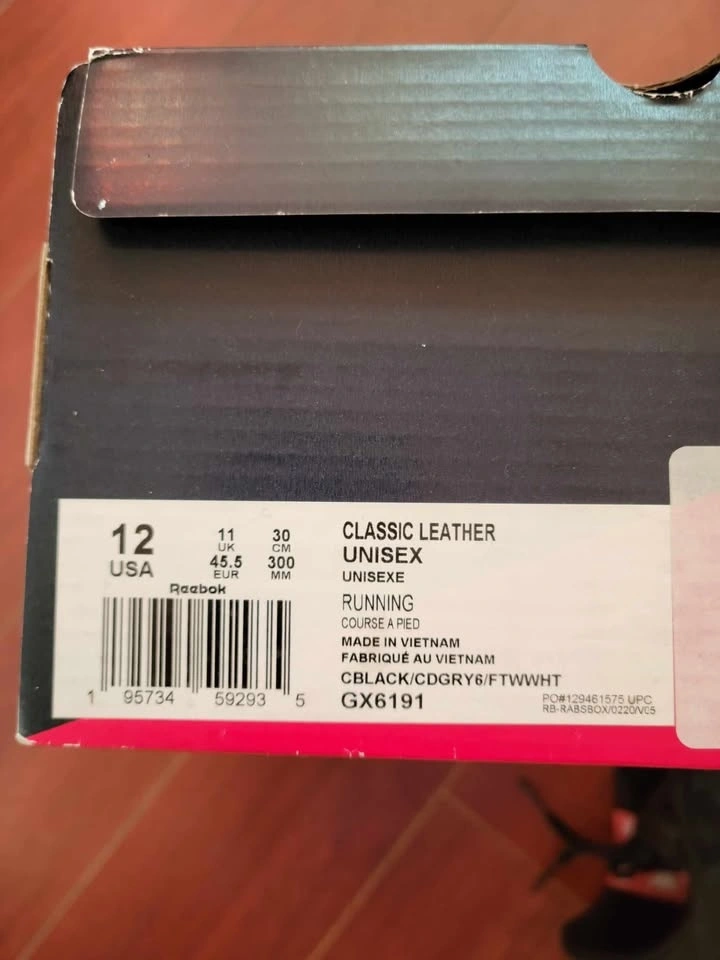 12
USA
11
UK
45.5
EUR
30
CM
300
MM
Reebok
1 95734 59293 5
CLASSIC LEATHER
UNISEX
UNISEXE
RUNNING
COURSE A PIED
MADE IN VIETNAM
FABRIQUÉ AU VIETNAM
CBLACK/CDGRY6/FTWWHT
GX6191
PO#129461575 UPC
RB-RABSBOX/0220/V05